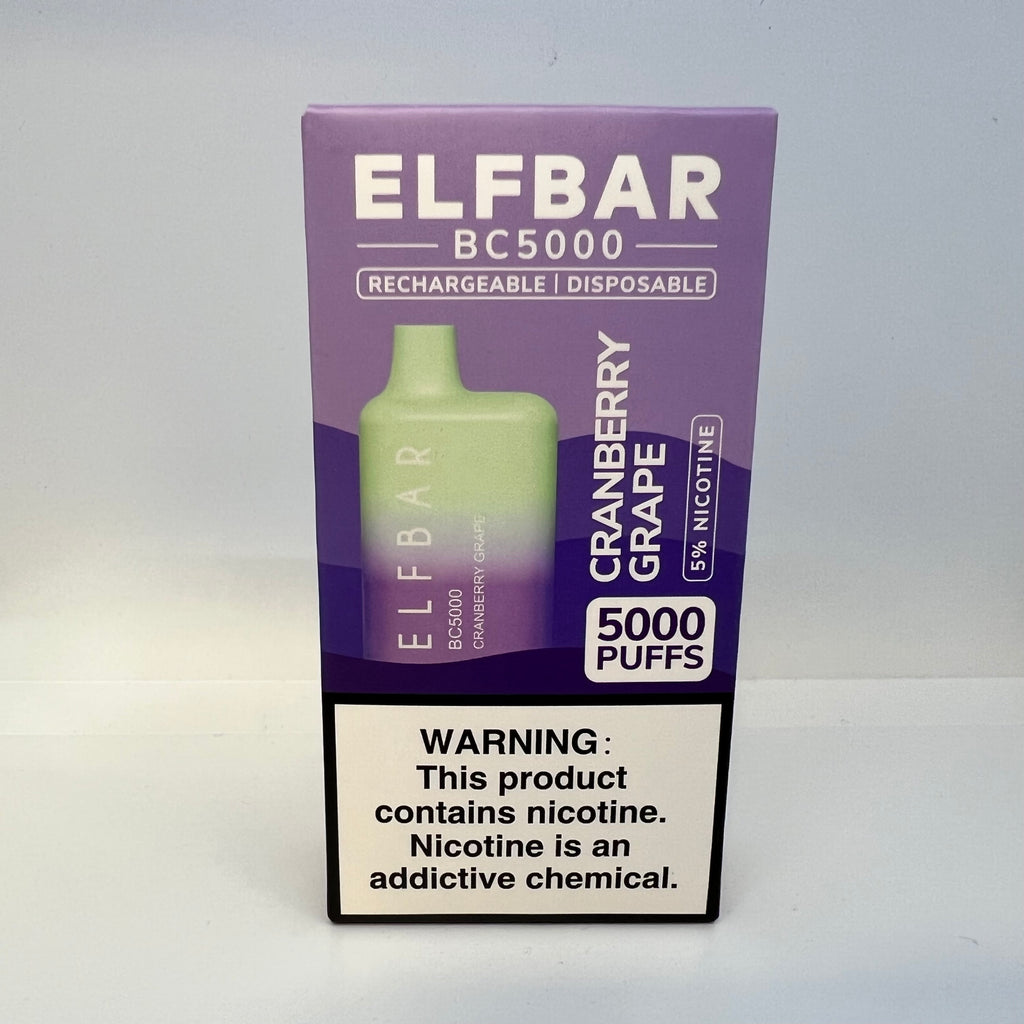 ELFBAR
BC5000
RECHARGEABLE | DISPOSABLE
ELFBAR
BC5000
CRANBERRY GRAPE
CRANBERRY
GRAPE
5% NICOTINE
5000
PUFFS
WARNING:
This product
contains nicotine.
Nicotine is an
addictive chemical.